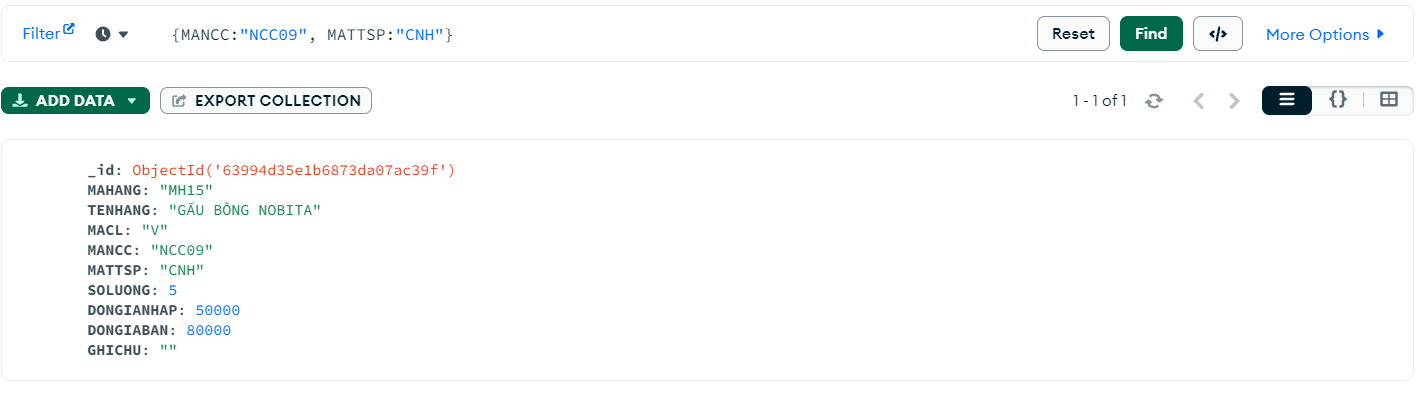 Filter {MANCC:"NCC09", MATTSP:"CNH"} Reset Find </> More Options
ADD DATA EXPORT COLLECTION 1 - 1 of 1 {}
_id: ObjectId('63994d35e1b6873da07ac39f')
MAHANG: "MH15"
TENHANG: "GẤU BÔNG NOBITA"
MACL: "V"
MANCC: "NCC09"
MATTSP: "CNH"
SOLUONG: 5
DONGIANHAP: 50000
DONGIABAN: 80000
GHICHU: ""